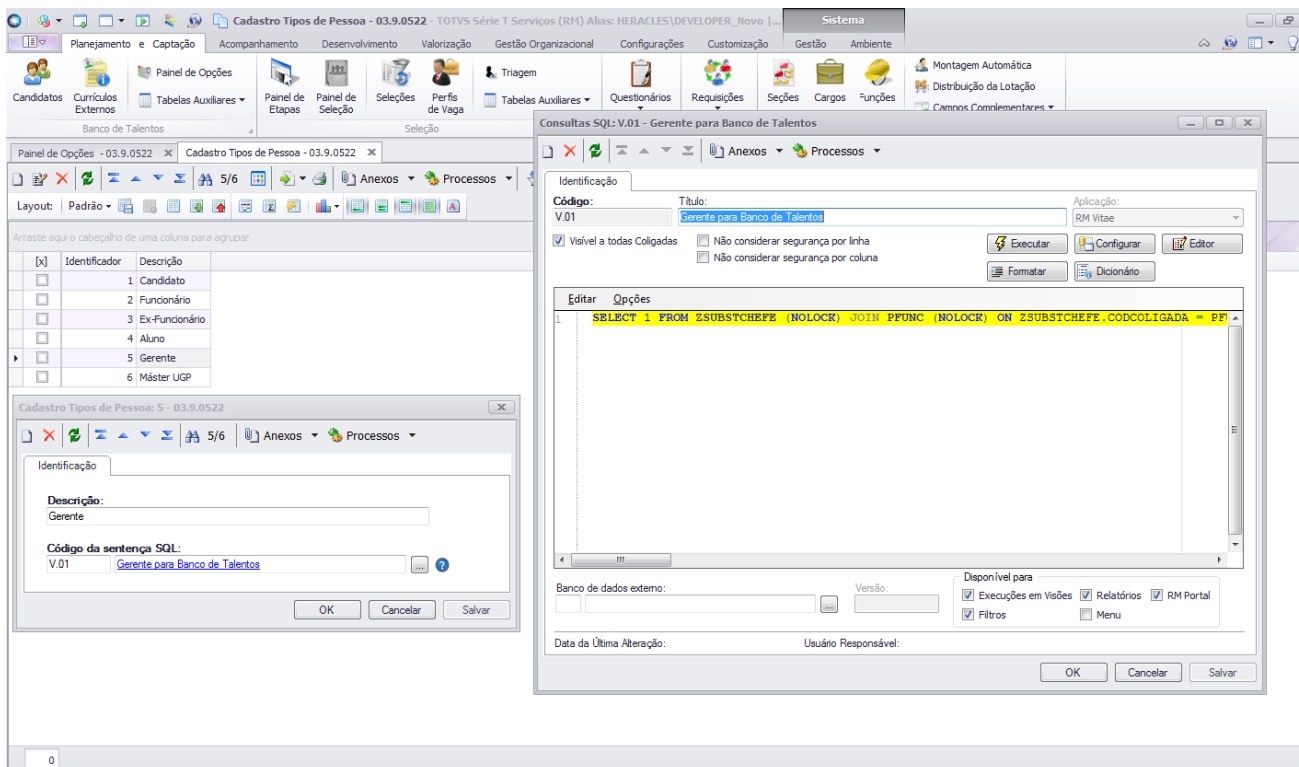 Cadastro Tipos de Pessoa - 03.9.0522 - TOTVS Série T Serviços (RM) Alias: HERACLES\DEVELOPER_Novo |...
Sistema
Planejamento e Captação Acompanhamento Desenvolvimento Valorização Gestão Organizacional Configurações Customização Gestão Ambiente
Candidatos
Currículos Externos
Painel de Opções
Tabelas Auxiliares
Banco de Talentos
Painel de Etapas
Painel de Seleção
Seleções
Perfis de Vaga
Triagem
Tabelas Auxiliares
Seleção
Questionários
Requisições
Seções
Cargos
Funções
Montagem Automática
Distribuição da Lotação
Campos Complementares
Painel de Opções - 03.9.0522 Cadastro Tipos de Pessoa - 03.9.0522
5/6 Anexos Processos
Layout: Padrão
Arraste aqui o cabeçalho de uma coluna para agrupar
[x] Identificador Descrição
1 Candidato
2 Funcionário
3 Ex-Funcionário
4 Aluno
5 Gerente
6 Máster UGP
Cadastro Tipos de Pessoa: 5 - 03.9.0522
5/6 Anexos Processos
Identificação
Descrição:
Gerente
Código da sentença SQL:
V.01 Gerente para Banco de Talentos ...
OK Cancelar Salvar
Consultas SQL: V.01 - Gerente para Banco de Talentos
Anexos Processos
Identificação
Código: Título: Aplicação:
V.01 Gerente para Banco de Talentos RM Vitae
Visível a todas Coligadas Não considerar segurança por linha
Não considerar segurança por coluna
Executar Configurar Editor
Formatar Dicionário
Editar Opções
1 SELECT 1 FROM ZSUBSTCHEFE (NOLOCK) JOIN PFUNC (NOLOCK) ON ZSUBSTCHEFE.CODCOLIGADA =
Banco de dados externo: Versão:
...
Disponível para
Execuções em Visões Relatórios RM Portal
Filtros Menu
Data da Última Alteração: Usuário Responsável:
OK Cancelar Salvar
0